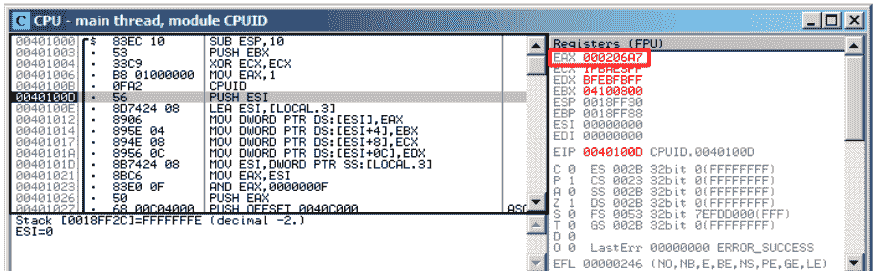 C CPU - main thread, module CPUID
00401000 $ 83EC 10 SUB ESP,10
00401003 . 53 PUSH EBX
00401004 . 33C9 XOR ECX,ECX
00401006 . B8 01000000 MOV EAX,1
0040100B . 0FA2 CPUID
0040100D . 56 PUSH ESI
0040100E . 8D7424 08 LEA ESI,[LOCAL.3]
00401012 . 8906 MOV DWORD PTR DS:[ESI],EAX
00401014 . 895E 04 MOV DWORD PTR DS:[ESI+4],EBX
00401017 . 894E 08 MOV DWORD PTR DS:[ESI+8],ECX
0040101A . 8956 0C MOV DWORD PTR DS:[ESI+0C],EDX
0040101D . 8B7424 08 MOV ESI,DWORD PTR SS:[LOCAL.3]
00401021 . 8BC6 MOV EAX,ESI
00401023 . 83E0 0F AND EAX,0000000F
00401026 . 50 PUSH EAX
00401027 . 68 00C04000 PUSH OFFSET 0040C000 ASC
Stack [0018FF2C]=FFFFFFFE (decimal -2.)
ESI=0
Registers (FPU)
EAX 000206A7
ECX 1FBAE3FF
EDX BFEBFBFF
EBX 04100800
ESP 0018FF30
EBP 0018FF88
ESI 00000000
EDI 00000000
EIP 0040100D CPUID.0040100D
C 0 ES 002B 32bit 0(FFFFFFFF)
P 1 CS 0023 32bit 0(FFFFFFFF)
A 0 SS 002B 32bit 0(FFFFFFFF)
Z 1 DS 002B 32bit 0(FFFFFFFF)
S 0 FS 0053 32bit 7EFDD000(FFF)
T 0 GS 002B 32bit 0(FFFFFFFF)
D 0
O 0 LastErr 00000000 ERROR_SUCCESS
EFL 00000246 (NO,NB,E,BE,NS,PE,GE,LE)